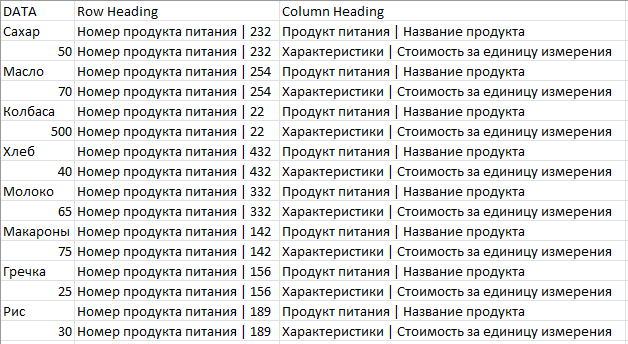 DATA Row Heading Column Heading
Сахар Номер продукта питания | 232 Продукт питания | Название продукта
50 Номер продукта питания | 232 Характеристики | Стоимость за единицу измерения
Масло Номер продукта питания | 254 Продукт питания | Название продукта
70 Номер продукта питания | 254 Характеристики | Стоимость за единицу измерения
Колбаса Номер продукта питания | 22 Продукт питания | Название продукта
500 Номер продукта питания | 22 Характеристики | Стоимость за единицу измерения
Хлеб Номер продукта питания | 432 Продукт питания | Название продукта
40 Номер продукта питания | 432 Характеристики | Стоимость за единицу измерения
Молоко Номер продукта питания | 332 Продукт питания | Название продукта
65 Номер продукта питания | 332 Характеристики | Стоимость за единицу измерения
Макароны Номер продукта питания | 142 Продукт питания | Название продукта
75 Номер продукта питания | 142 Характеристики | Стоимость за единицу измерения
Гречка Номер продукта питания | 156 Продукт питания | Название продукта
25 Номер продукта питания | 156 Характеристики | Стоимость за единицу измерения
Рис Номер продукта питания | 189 Продукт питания | Название продукта
30 Номер продукта питания | 189 Характеристики | Стоимость за единицу измерения